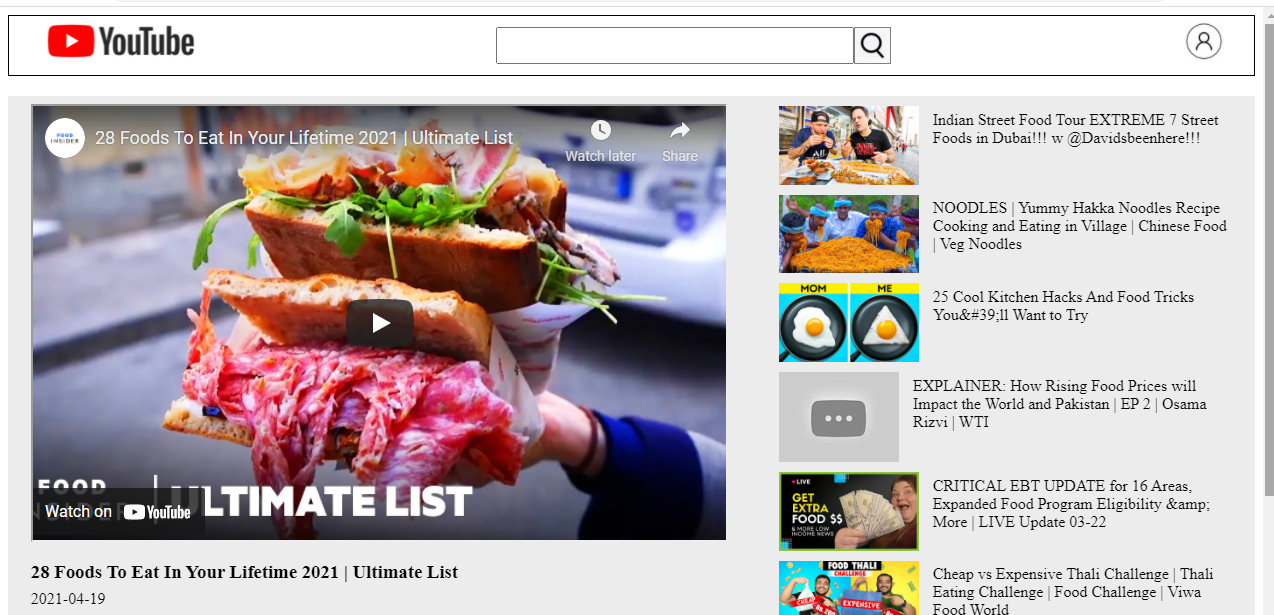 YouTube
FOOD
INSIDER
28 Foods To Eat In Your Lifetime 2021 | Ultimate List
Watch later
Share
FOOD
ULTIMATE LIST
Watch on YouTube
28 Foods To Eat In Your Lifetime 2021 | Ultimate List
2021-04-19
Indian Street Food Tour EXTREME 7 Street
Foods in Dubai!!! w @Davidsbeenhere!!!
NOODLES | Yummy Hakka Noodles Recipe
Cooking and Eating in Village | Chinese Food
| Veg Noodles
MOM
ME
25 Cool Kitchen Hacks And Food Tricks
You&#39;ll Want to Try
EXPLAINER: How Rising Food Prices will
Impact the World and Pakistan | EP 2 | Osama
Rizvi | WTI
LIVE
GET
EXTRA
FOOD $$
& MORE LOW
INCOME NEWS
CRITICAL EBT UPDATE for 16 Areas,
Expanded Food Program Eligibility &amp;
More | LIVE Update 03-22
FOOD THALI
CHALLENGE
CHEAP
EXPENSIVE
Cheap vs Expensive Thali Challenge | Thali
Eating Challenge | Food Challenge | Viwa
Food World